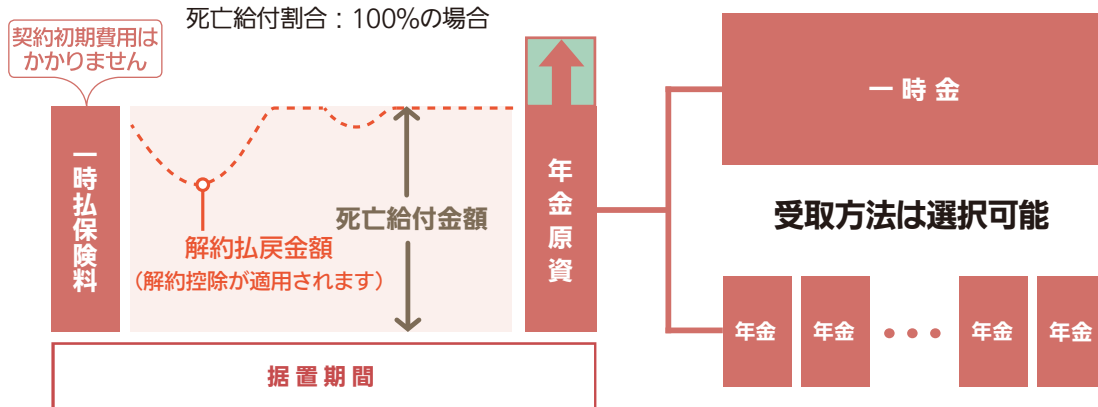 死亡給付割合：100%の場合
契約初期費用は
かかりません
一時払保険料
解約払戻金額
（解約控除が適用されます）
死亡給付金額
年金原資
据置期間
一時金
受取方法は選択可能
年金 年金 ••• 年金 年金